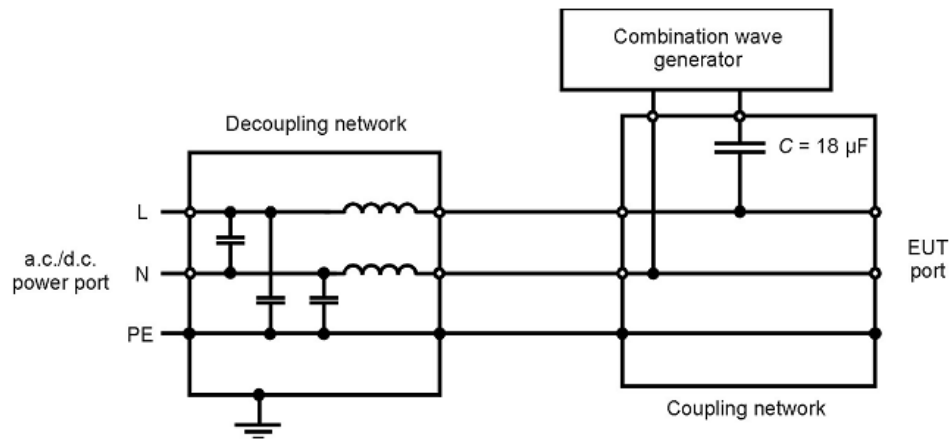 Combination wave
generator
Decoupling network
C = 18 µF
L
a.c./d.c.
power port
N
EUT
port
PE
Coupling network